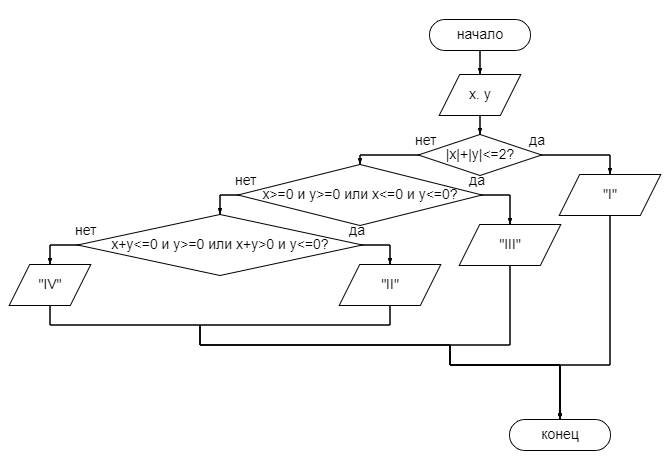 начало
x. y
нет
|x|+|y|<=2?
да
нет
x>=0 и y>=0 или x<=0 и y<=0?
да
"I"
нет
x+y<=0 и y>=0 или x+y>0 и y<=0?
да
"III"
"IV"
"II"
конец